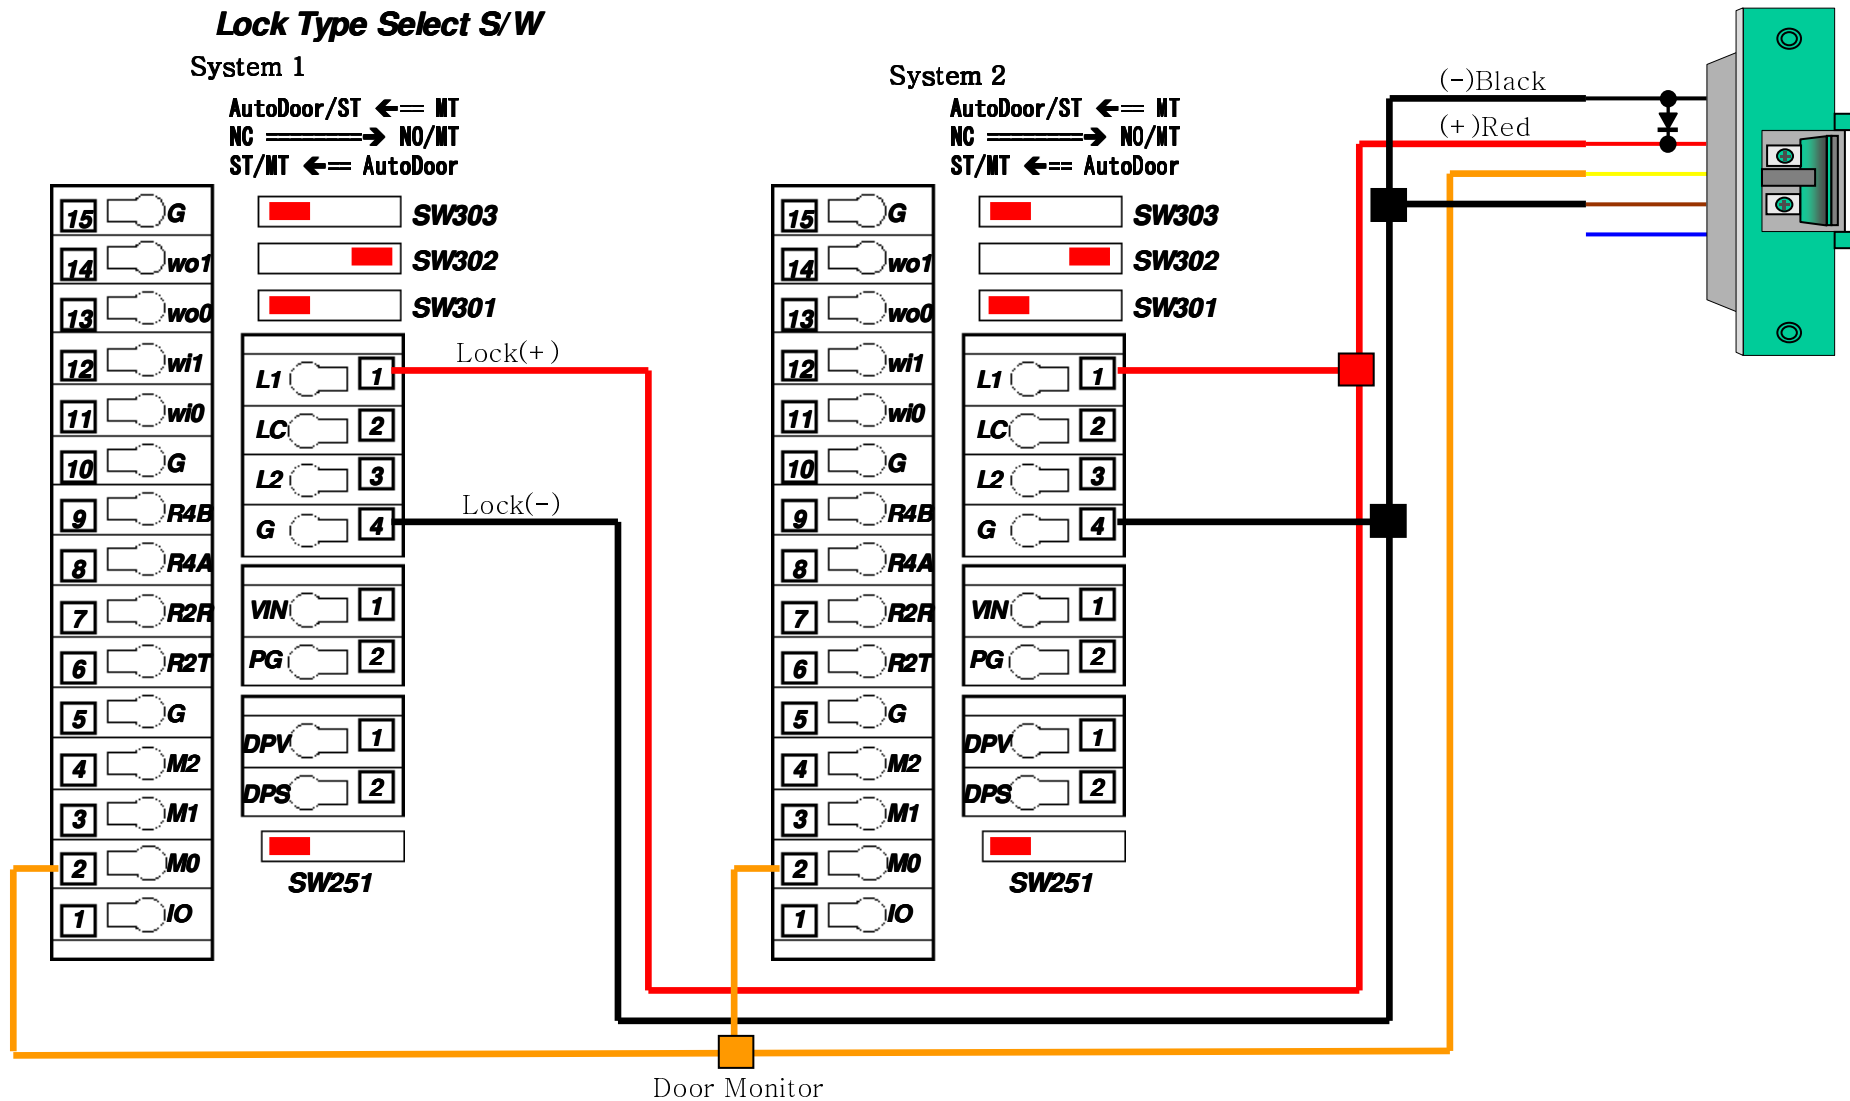 Lock Type Select S/W
System 1
AutoDoor/ST ←== MT
NC ========→ NO/MT
ST/MT ←== AutoDoor
15 G
14 wo1
13 wo0
12 wi1
11 wi0
10 G
9 R4B
8 R4A
7 R2R
6 R2T
5 G
4 M2
3 M1
2 M0
1 IO
SW303
SW302
SW301
L1 1
LC 2
L2 3
G 4
VIN 1
PG 2
DPV 1
DPS 2
SW251
Lock(+)
Lock(-)
System 2
AutoDoor/ST ←== MT
NC ========→ NO/MT
ST/MT ←== AutoDoor
15 G
14 wo1
13 wo0
12 wi1
11 wi0
10 G
9 R4B
8 R4A
7 R2R
6 R2T
5 G
4 M2
3 M1
2 M0
1 IO
SW303
SW302
SW301
L1 1
LC 2
L2 3
G 4
VIN 1
PG 2
DPV 1
DPS 2
SW251
(-)Black
(+)Red
Door Monitor